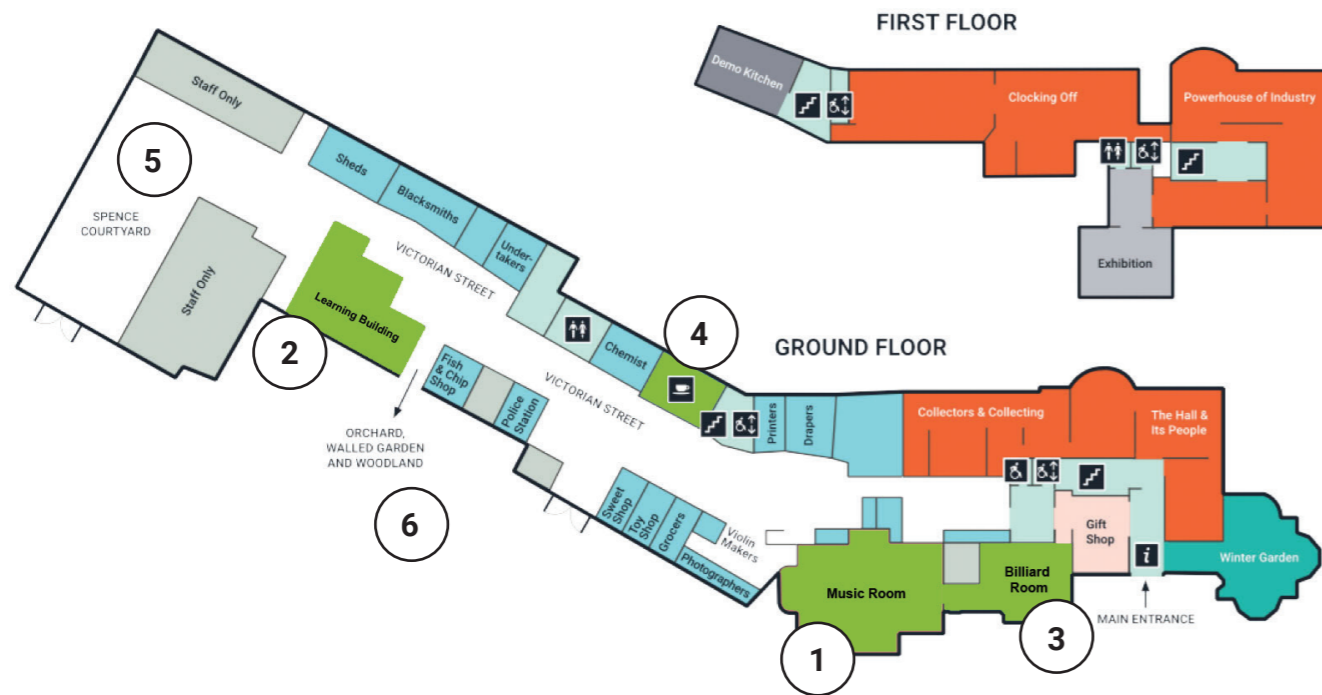 FIRST FLOOR
Demo Kitchen
Clocking Off
Powerhouse of Industry
Exhibition
Staff Only
5
SPENCE
COURTYARD
Staff Only
Sheds
Blacksmiths
Under-
takers
VICTORIAN STREET
Learning Building
2
4
Chemist
VICTORIAN STREET
Fish
& Chip
Shop
Police
Station
ORCHARD,
WALLED GARDEN
AND WOODLAND
6
GROUND FLOOR
Printers
Drapers
Collectors & Collecting
The Hall &
Its People
Sweet
Shop
Toy
Shop
Grocers
Violin
Makers
Photographers
Gift
Shop
i
Winter Garden
Music Room
Billiard
Room
MAIN ENTRANCE
1
3